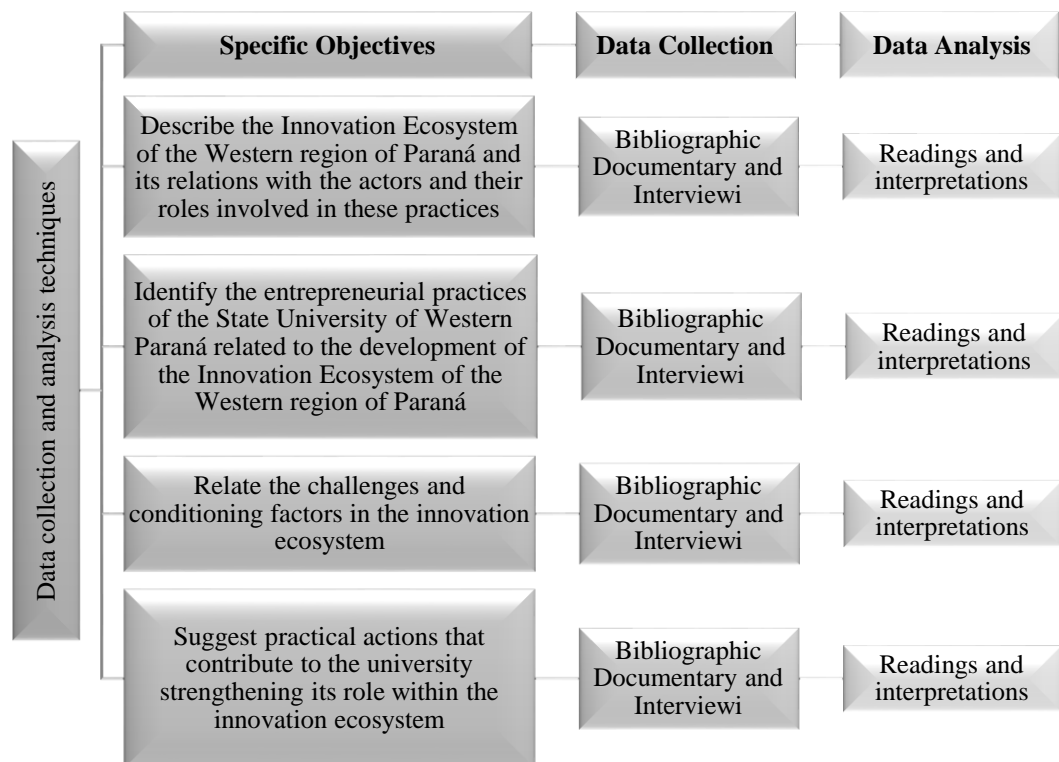 Data collection and analysis techniques
Specific Objectives
Data Collection
Data Analysis
Describe the Innovation Ecosystem
of the Western region of Paraná and
its relations with the actors and their
roles involved in these practices
Bibliographic
Documentary and
Interviewi
Readings and
interpretations
Identify the entrepreneurial practices
of the State University of Western
Paraná related to the development of
the Innovation Ecosystem of the
Western region of Paraná
Bibliographic
Documentary and
Interviewi
Readings and
interpretations
Relate the challenges and
conditioning factors in the innovation
ecosystem
Bibliographic
Documentary and
Interviewi
Readings and
interpretations
Suggest practical actions that
contribute to the university
strengthening its role within the
innovation ecosystem
Bibliographic
Documentary and
Interviewi
Readings and
interpretations